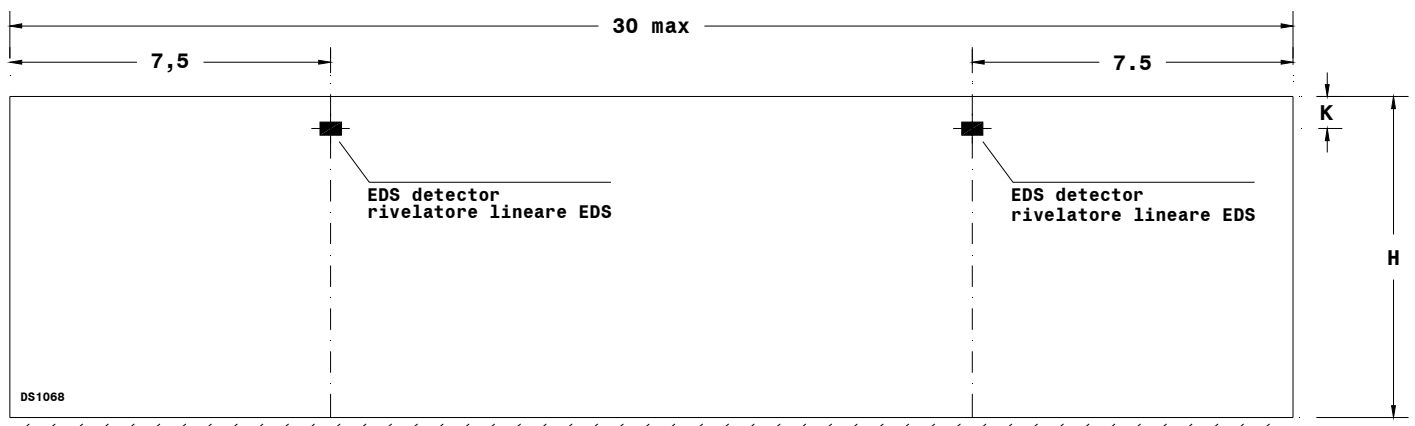 30 max
7,5
7.5
K
EDS detector
rivelatore lineare EDS
EDS detector
rivelatore lineare EDS
H
DS1068